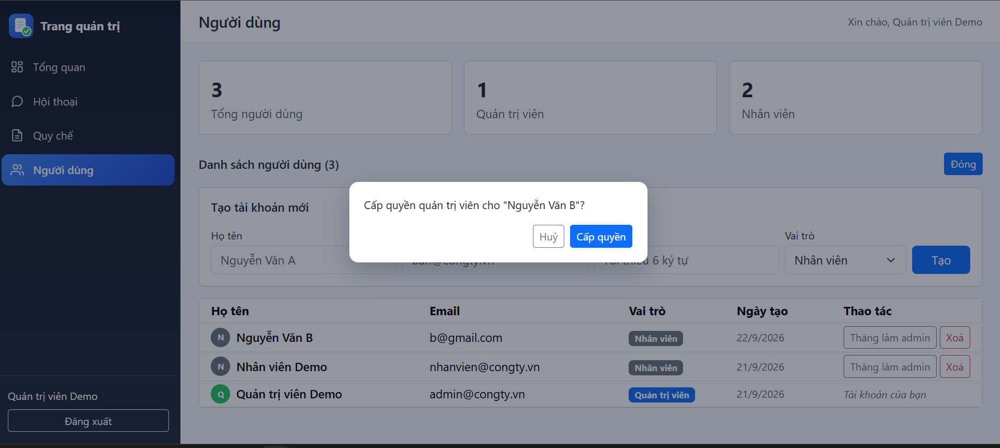 Trang quản trị
Tổng quan
Hội thoại
Quy chế
Người dùng
Quản trị viên Demo
Đăng xuất
Người dùng
Xin chào, Quản trị viên Demo
3
Tổng người dùng
1
Quản trị viên
2
Nhân viên
Danh sách người dùng (3)
Đóng
Tạo tài khoản mới
Cấp quyền quản trị viên cho "Nguyễn Văn B"?
Huỷ
Cấp quyền
Họ tên
Vai trò
Nguyễn Văn A
ban@congty.vn
Tối thiểu 6 ký tự
Nhân viên
Tạo
Họ tên Email Vai trò Ngày tạo Thao tác
N Nguyễn Văn B b@gmail.com Nhân viên 22/9/2026 Thăng làm admin Xoá
N Nhân viên Demo nhanvien@congty.vn Nhân viên 21/9/2026 Thăng làm admin Xoá
Q Quản trị viên Demo admin@congty.vn Quản trị viên 21/9/2026 Tài khoản của bạn